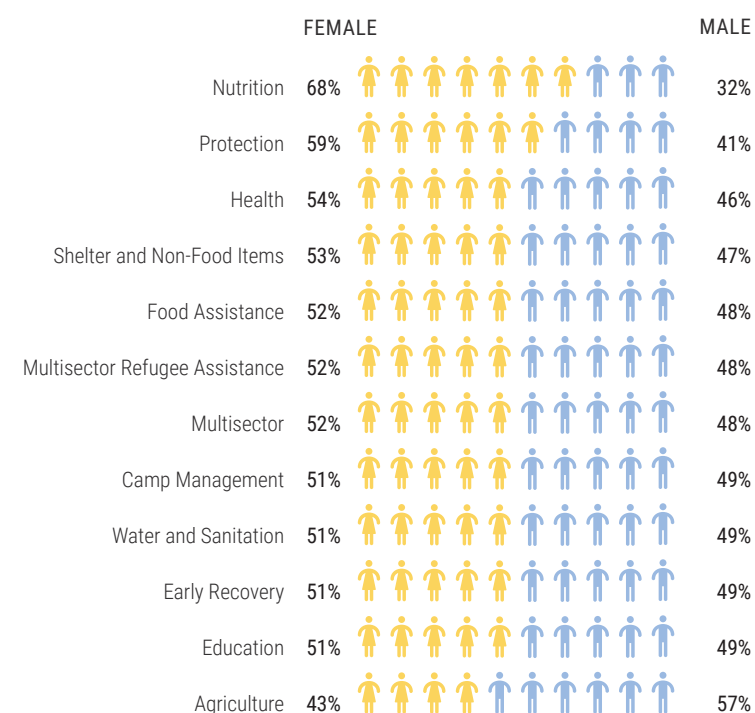 FEMALE MALE
Nutrition 68% 32%
Protection 59% 41%
Health 54% 46%
Shelter and Non-Food Items 53% 47%
Food Assistance 52% 48%
Multisector Refugee Assistance 52% 48%
Multisector 52% 48%
Camp Management 51% 49%
Water and Sanitation 51% 49%
Early Recovery 51% 49%
Education 51% 49%
Agriculture 43% 57%